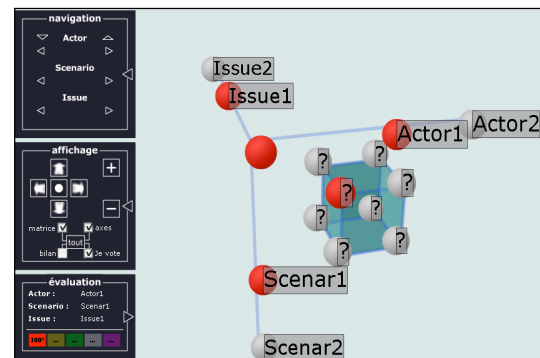 navigation
Actor
Scenario
Issue
affichage
+
−
matrice axes
tout
bilan Je vote
évaluation
Actor : Actor1
Scenario : Scenar1
Issue : Issue1
100% ... ... ... ...
Issue2
Issue1
Actor1
Actor2
?
?
?
?
?
?
?
?
Scenar1
Scenar2